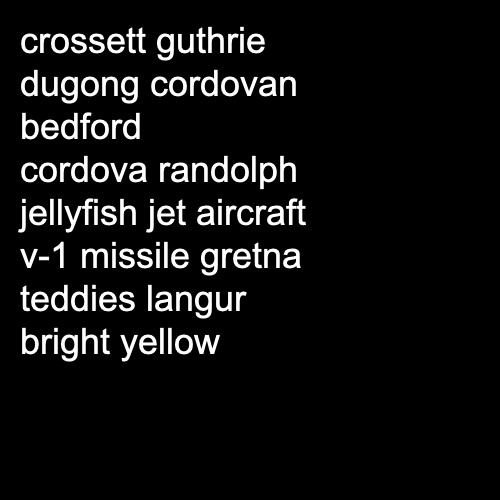 crossett guthrie
dugong cordovan
bedford
cordova randolph
jellyfish jet aircraft
v-1 missile gretna
teddies langur
bright yellow